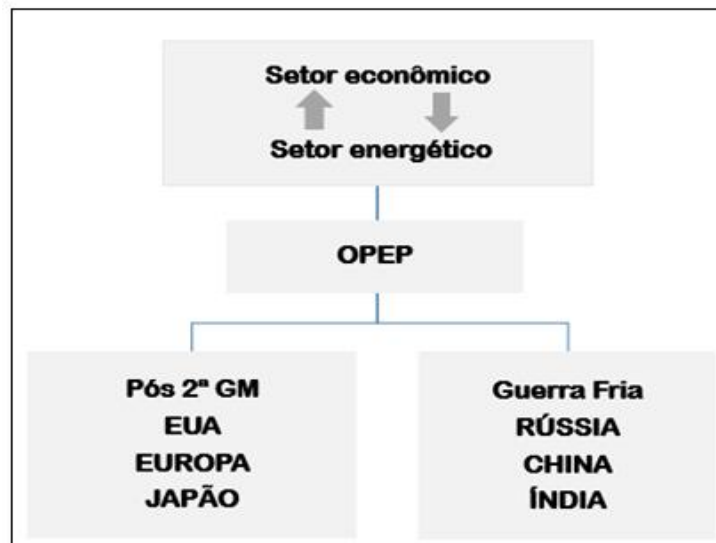 Setor econômico
Setor energético
OPEP
Pós 2ª GM
EUA
EUROPA
JAPÃO
Guerra Fria
RÚSSIA
CHINA
ÍNDIA